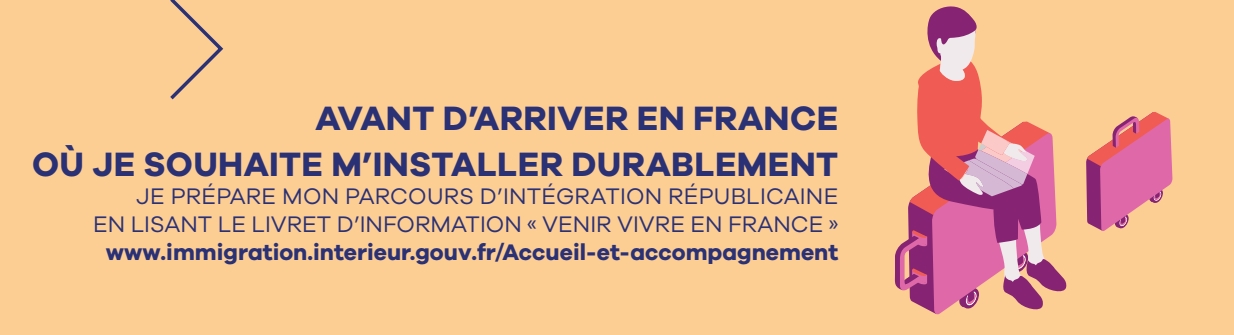 AVANT D’ARRIVER EN FRANCE
OÙ JE SOUHAITE M’INSTALLER DURABLEMENT
JE PRÉPARE MON PARCOURS D’INTÉGRATION RÉPUBLICAINE
EN LISANT LE LIVRET D’INFORMATION « VENIR VIVRE EN FRANCE »
www.immigration.interieur.gouv.fr/Accueil-et-accompagnement